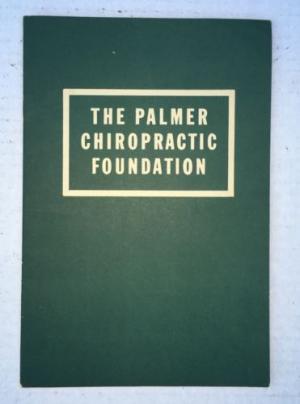 THE PALMER
CHIROPRACTIC
FOUNDATION